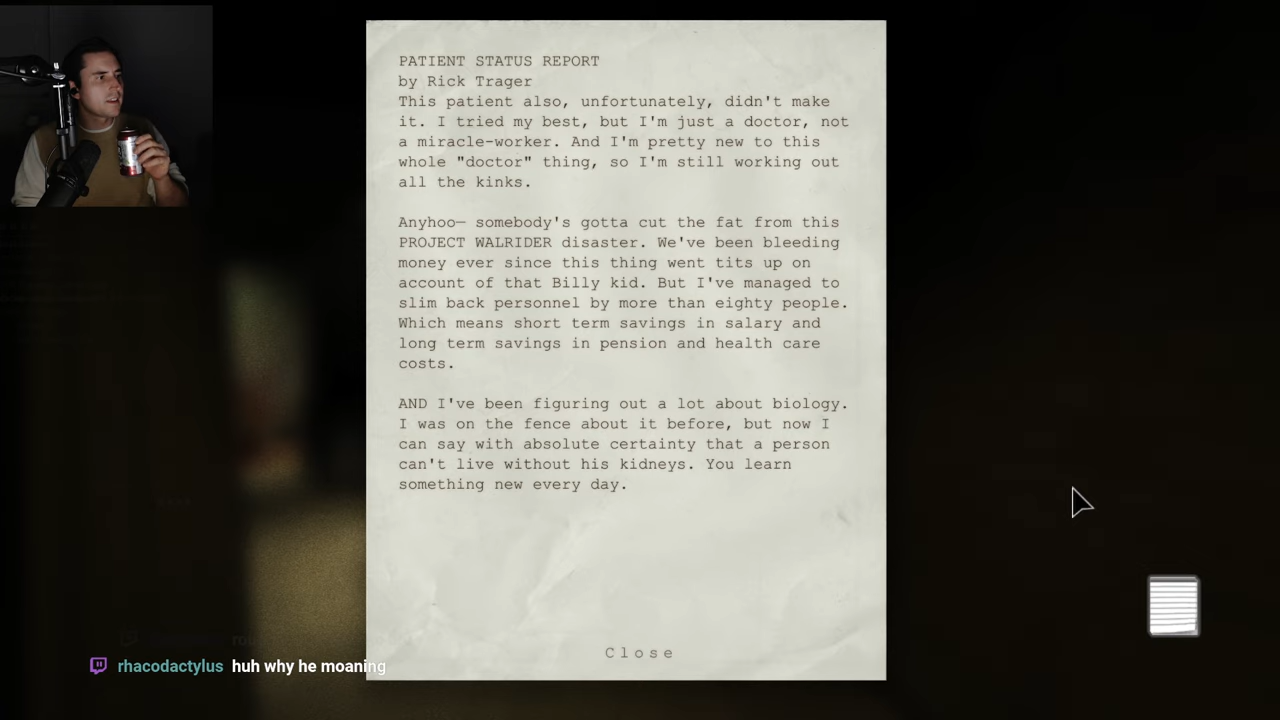 PATIENT STATUS REPORT
by Rick Trager
This patient also, unfortunately, didn't make
it. I tried my best, but I'm just a doctor, not
a miracle-worker. And I'm pretty new to this
whole "doctor" thing, so I'm still working out
all the kinks.
Anyhoo— somebody's gotta cut the fat from this
PROJECT WALRIDER disaster. We've been bleeding
money ever since this thing went tits up on
account of that Billy kid. But I've managed to
slim back personnel by more than eighty people.
Which means short term savings in salary and
long term savings in pension and health care
costs.
AND I've been figuring out a lot about biology.
I was on the fence about it before, but now I
can say with absolute certainty that a person
can't live without his kidneys. You learn
something new every day.
Close
rhacodactylus huh why he moaning